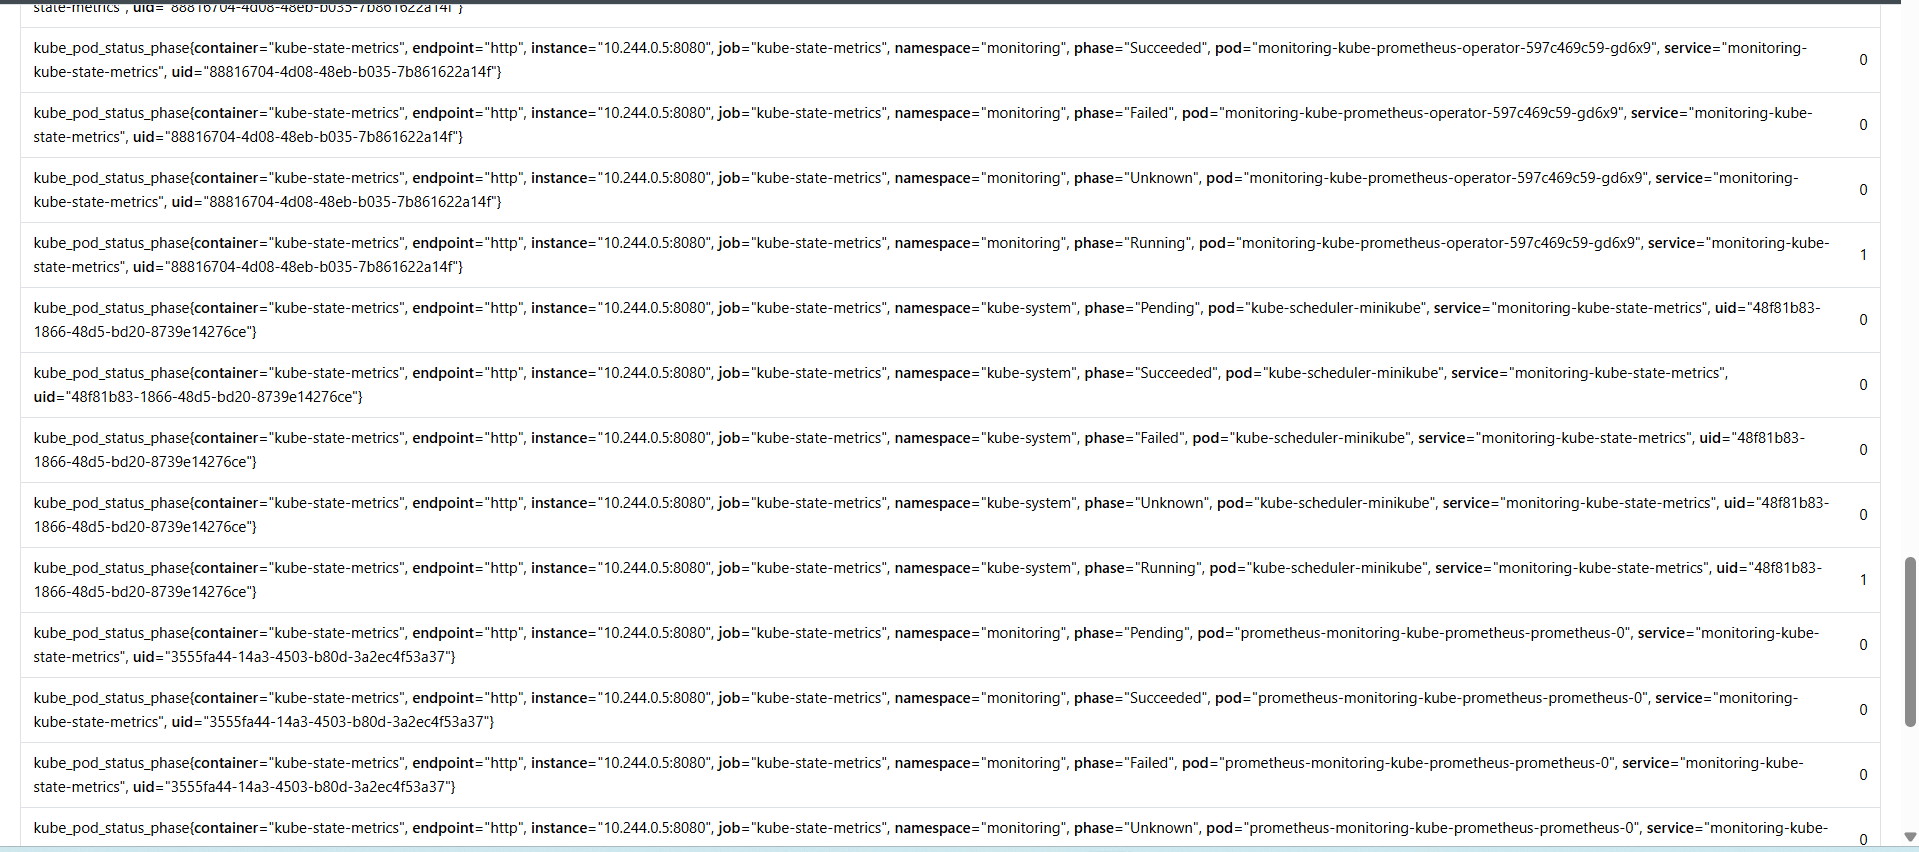 state-metrics", uid="88816704-4d08-48eb-b035-7b861622a14f"}
kube_pod_status_phase{container="kube-state-metrics", endpoint="http", instance="10.244.0.5:8080", job="kube-state-metrics", namespace="monitoring", phase="Succeeded", pod="monitoring-kube-prometheus-operator-597c469c59-gd6x9", service="monitoring-
kube-state-metrics", uid="88816704-4d08-48eb-b035-7b861622a14f"}
0
kube_pod_status_phase{container="kube-state-metrics", endpoint="http", instance="10.244.0.5:8080", job="kube-state-metrics", namespace="monitoring", phase="Failed", pod="monitoring-kube-prometheus-operator-597c469c59-gd6x9", service="monitoring-kube-
state-metrics", uid="88816704-4d08-48eb-b035-7b861622a14f"}
0
kube_pod_status_phase{container="kube-state-metrics", endpoint="http", instance="10.244.0.5:8080", job="kube-state-metrics", namespace="monitoring", phase="Unknown", pod="monitoring-kube-prometheus-operator-597c469c59-gd6x9", service="monitoring-
kube-state-metrics", uid="88816704-4d08-48eb-b035-7b861622a14f"}
0
kube_pod_status_phase{container="kube-state-metrics", endpoint="http", instance="10.244.0.5:8080", job="kube-state-metrics", namespace="monitoring", phase="Running", pod="monitoring-kube-prometheus-operator-597c469c59-gd6x9", service="monitoring-kube-
state-metrics", uid="88816704-4d08-48eb-b035-7b861622a14f"}
1
kube_pod_status_phase{container="kube-state-metrics", endpoint="http", instance="10.244.0.5:8080", job="kube-state-metrics", namespace="kube-system", phase="Pending", pod="kube-scheduler-minikube", service="monitoring-kube-state-metrics", uid="48f81b83-
1866-48d5-bd20-8739e14276ce"}
0
kube_pod_status_phase{container="kube-state-metrics", endpoint="http", instance="10.244.0.5:8080", job="kube-state-metrics", namespace="kube-system", phase="Succeeded", pod="kube-scheduler-minikube", service="monitoring-kube-state-metrics",
uid="48f81b83-1866-48d5-bd20-8739e14276ce"}
0
kube_pod_status_phase{container="kube-state-metrics", endpoint="http", instance="10.244.0.5:8080", job="kube-state-metrics", namespace="kube-system", phase="Failed", pod="kube-scheduler-minikube", service="monitoring-kube-state-metrics", uid="48f81b83-
1866-48d5-bd20-8739e14276ce"}
0
kube_pod_status_phase{container="kube-state-metrics", endpoint="http", instance="10.244.0.5:8080", job="kube-state-metrics", namespace="kube-system", phase="Unknown", pod="kube-scheduler-minikube", service="monitoring-kube-state-metrics", uid="48f81b83-
1866-48d5-bd20-8739e14276ce"}
0
kube_pod_status_phase{container="kube-state-metrics", endpoint="http", instance="10.244.0.5:8080", job="kube-state-metrics", namespace="kube-system", phase="Running", pod="kube-scheduler-minikube", service="monitoring-kube-state-metrics", uid="48f81b83-
1866-48d5-bd20-8739e14276ce"}
1
kube_pod_status_phase{container="kube-state-metrics", endpoint="http", instance="10.244.0.5:8080", job="kube-state-metrics", namespace="monitoring", phase="Pending", pod="prometheus-monitoring-kube-prometheus-prometheus-0", service="monitoring-kube-
state-metrics", uid="3555fa44-14a3-4503-b80d-3a2ec4f53a37"}
0
kube_pod_status_phase{container="kube-state-metrics", endpoint="http", instance="10.244.0.5:8080", job="kube-state-metrics", namespace="monitoring", phase="Succeeded", pod="prometheus-monitoring-kube-prometheus-prometheus-0", service="monitoring-
kube-state-metrics", uid="3555fa44-14a3-4503-b80d-3a2ec4f53a37"}
0
kube_pod_status_phase{container="kube-state-metrics", endpoint="http", instance="10.244.0.5:8080", job="kube-state-metrics", namespace="monitoring", phase="Failed", pod="prometheus-monitoring-kube-prometheus-prometheus-0", service="monitoring-kube-
state-metrics", uid="3555fa44-14a3-4503-b80d-3a2ec4f53a37"}
0
kube_pod_status_phase{container="kube-state-metrics", endpoint="http", instance="10.244.0.5:8080", job="kube-state-metrics", namespace="monitoring", phase="Unknown", pod="prometheus-monitoring-kube-prometheus-prometheus-0", service="monitoring-kube-
0